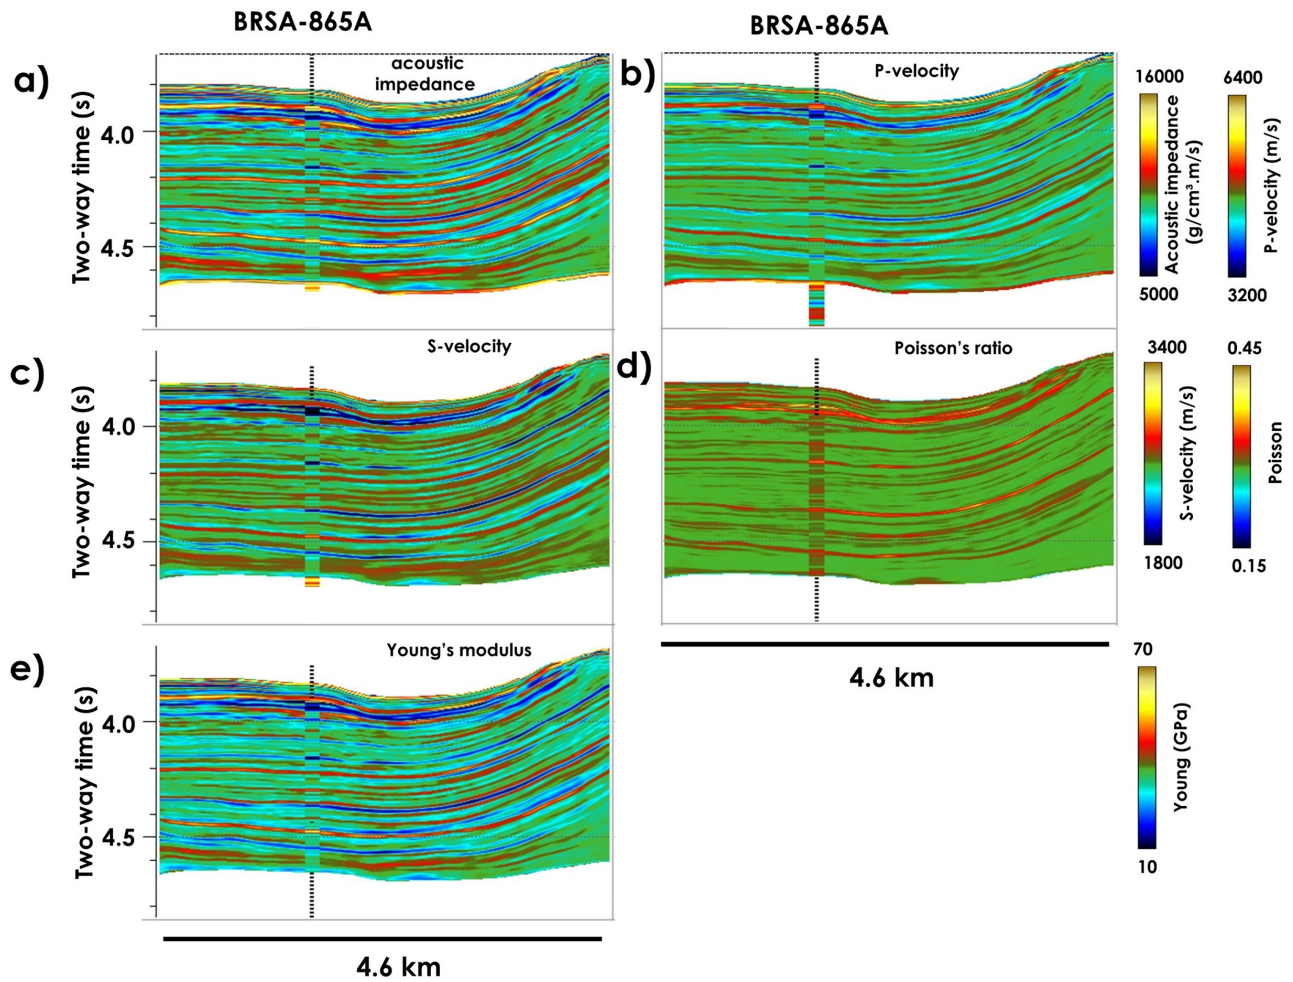 BRSA-865A
BRSA-865A
a)
acoustic
impedance
Two-way time (s)
4.0
4.5
b)
P-velocity
16000
Acoustic impedance
(g/cm³.m/s)
5000
6400
P-velocity (m/s)
3200
c)
S-velocity
Two-way time (s)
4.0
4.5
d)
Poisson's ratio
3400
S-velocity (m/s)
1800
0.45
Poisson
0.15
e)
Young's modulus
Two-way time (s)
4.0
4.5
4.6 km
70
Young (GPa)
10
4.6 km